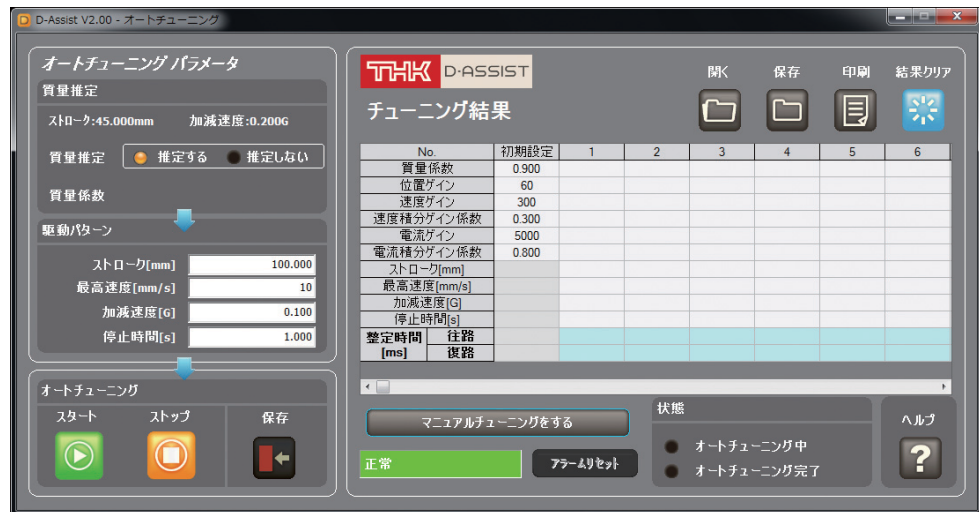 D-Assist V2.00 - オートチューニング
オートチューニング パラメータ
質量推定
ストローク:45.000mm 加減速度:0.200G
質量推定 推定する 推定しない
質量係数
駆動パターン
ストローク[mm] 100.000
最高速度[mm/s] 10
加減速度[G] 0.100
停止時間[s] 1.000
オートチューニング
スタート ストップ 保存
THK D-ASSIST
チューニング結果
開く 保存 印刷 結果クリア
No. 初期設定 1 2 3 4 5 6
質量係数 0.900
位置ゲイン 60
速度ゲイン 300
速度積分ゲイン係数 0.300
電流ゲイン 5000
電流積分ゲイン係数 0.800
ストローク[mm]
最高速度[mm/s]
加減速度[G]
停止時間[s]
整定時間 往路
[ms] 復路
マニュアルチューニングをする
正常 アラームリセット
状態
オートチューニング中
オートチューニング完了
ヘルプ
?